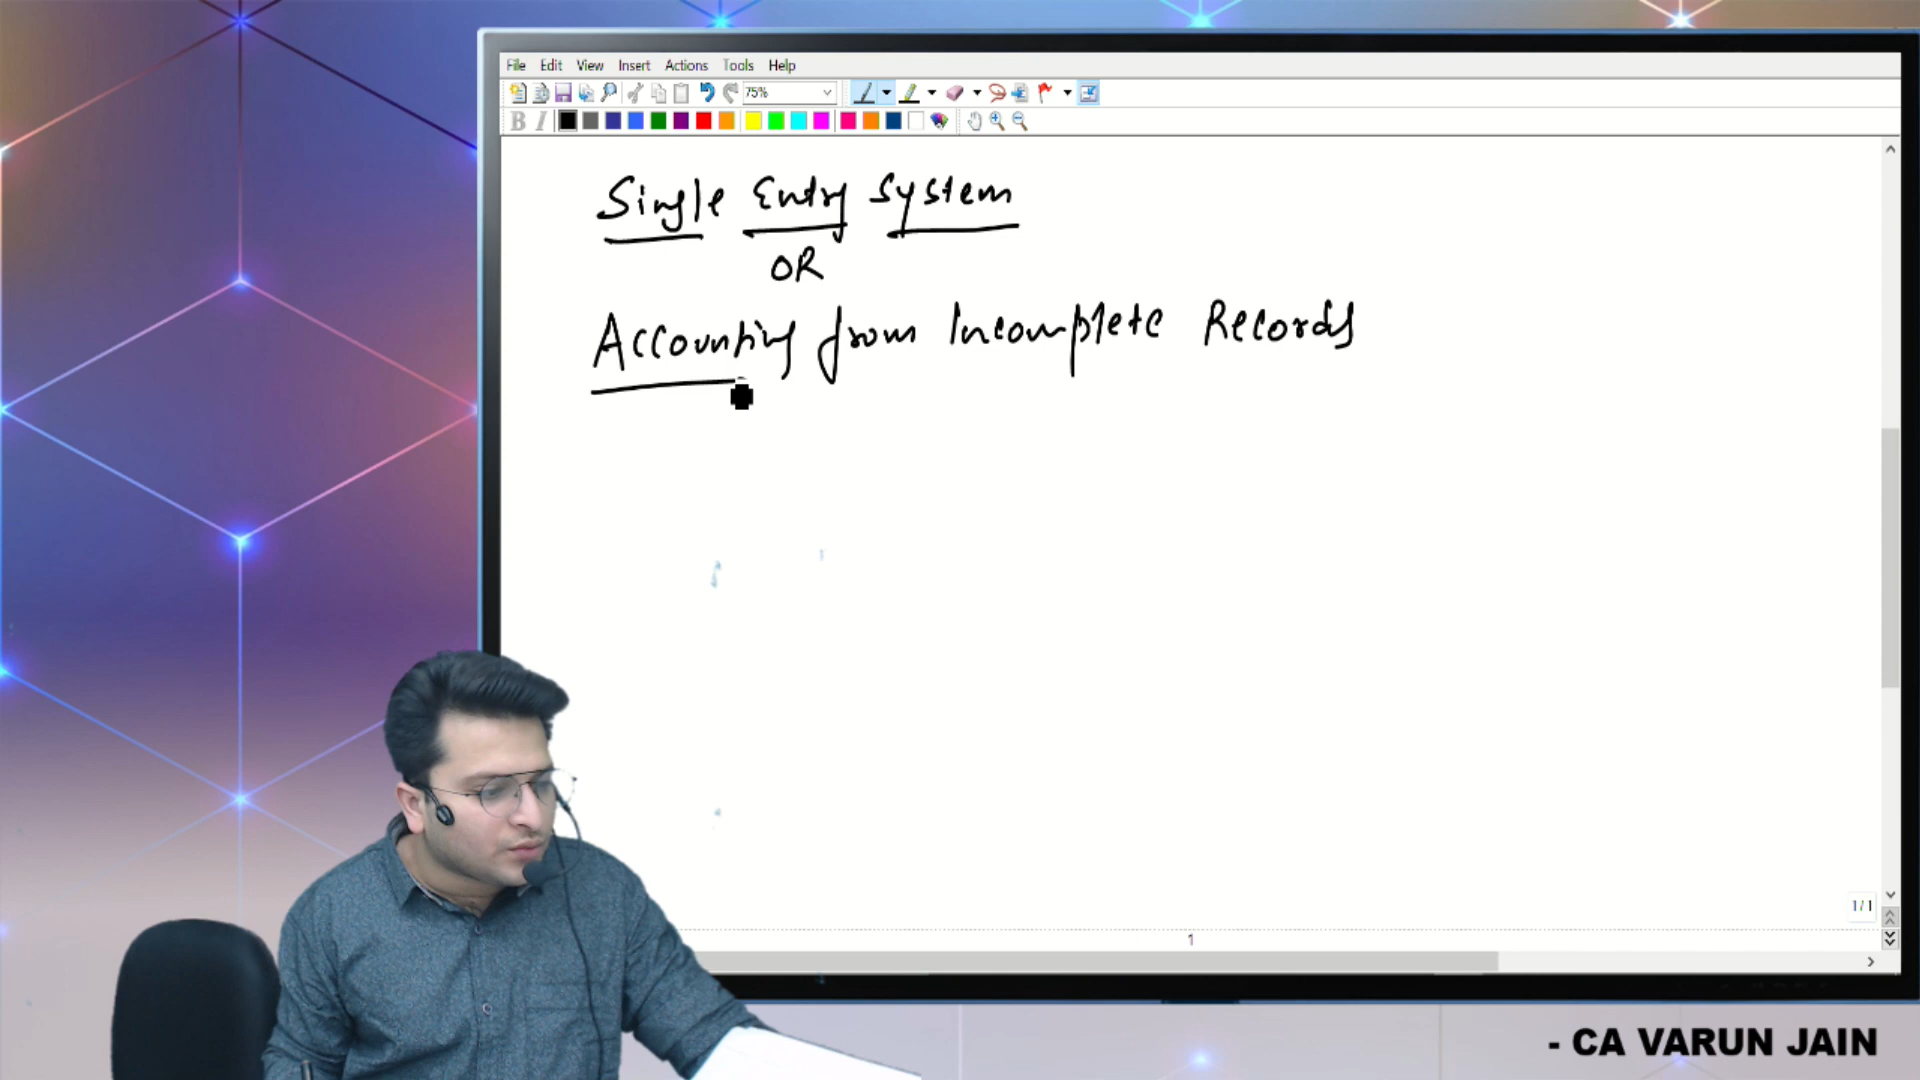 File Edit View Insert Actions Tools Help
75%
B I
Single Entry System
OR
Accounting from Incomplete Records
1/1
1
- CA VARUN JAIN